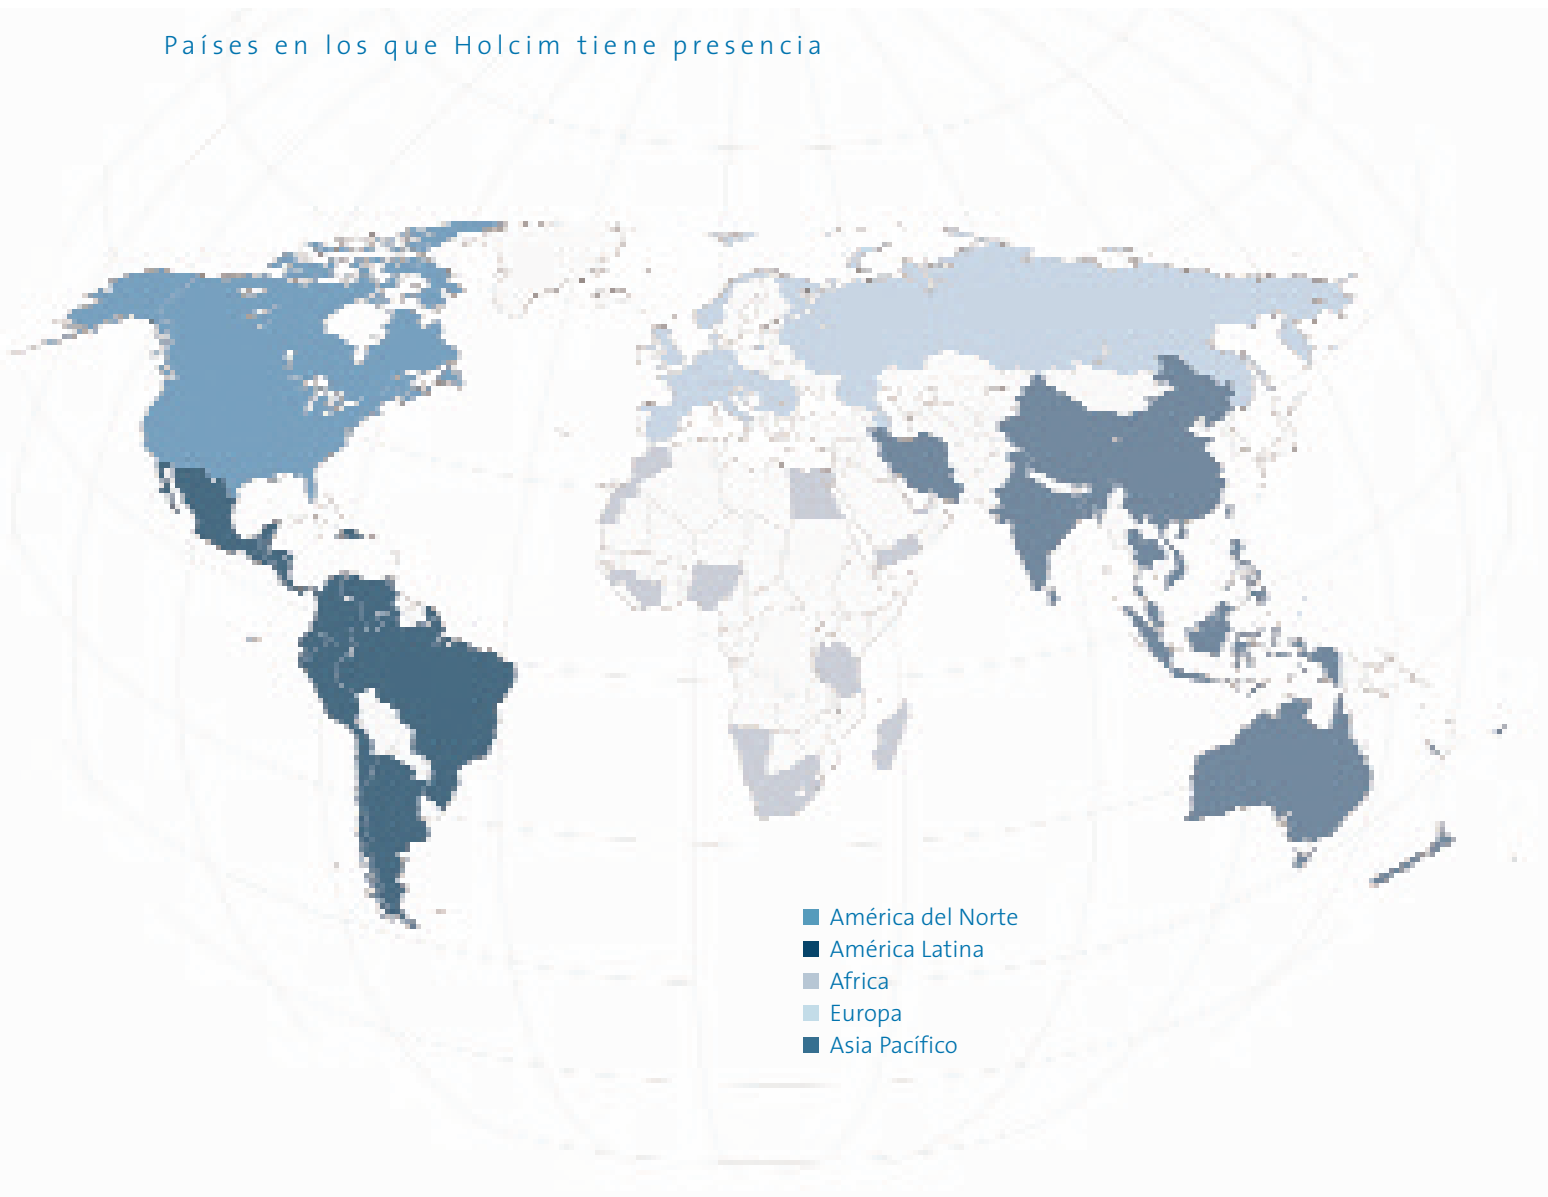 Países en los que Holcim tiene presencia
América del Norte
América Latina
Africa
Europa
Asia Pacífico